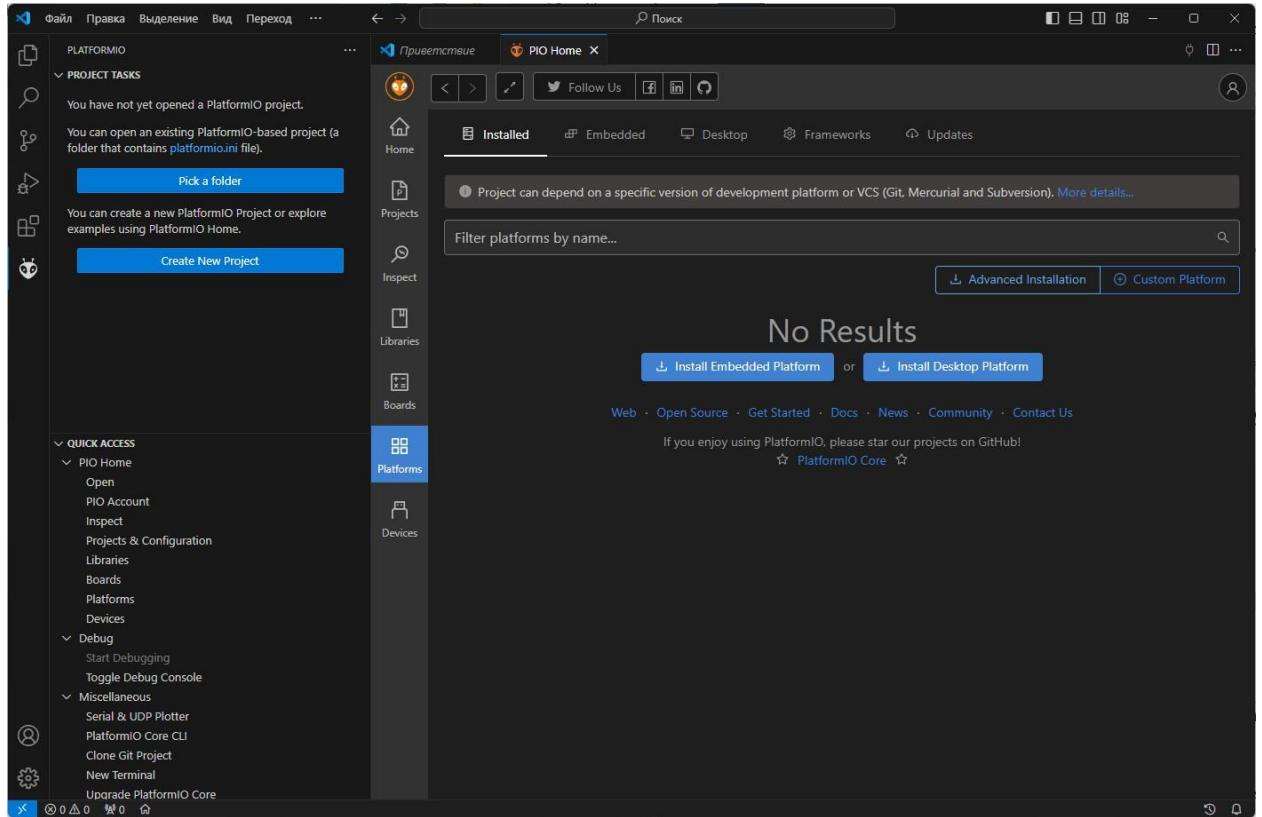 Файл Правка Выделение Вид Переход ...
Поиск
PLATFORMIO
PROJECT TASKS
You have not yet opened a PlatformIO project.
You can open an existing PlatformIO-based project (a
folder that contains platformio.ini file).
Pick a folder
You can create a new PlatformIO Project or explore
examples using PlatformIO Home.
Create New Project
QUICK ACCESS
PIO Home
Open
PIO Account
Inspect
Projects & Configuration
Libraries
Boards
Platforms
Devices
Debug
Start Debugging
Toggle Debug Console
Miscellaneous
Serial & UDP Plotter
PlatformIO Core CLI
Clone Git Project
New Terminal
Upgrade PlatformIO Core
Приветствие PIO Home
Follow Us
Home
Projects
Inspect
Libraries
Boards
Platforms
Devices
Installed Embedded Desktop Frameworks Updates
Project can depend on a specific version of development platform or VCS (Git, Mercurial and Subversion). More details...
Filter platforms by name...
Advanced Installation Custom Platform
No Results
Install Embedded Platform or Install Desktop Platform
Web · Open Source · Get Started · Docs · News · Community · Contact Us
If you enjoy using PlatformIO, please star our projects on GitHub!
PlatformIO Core
0 0 0